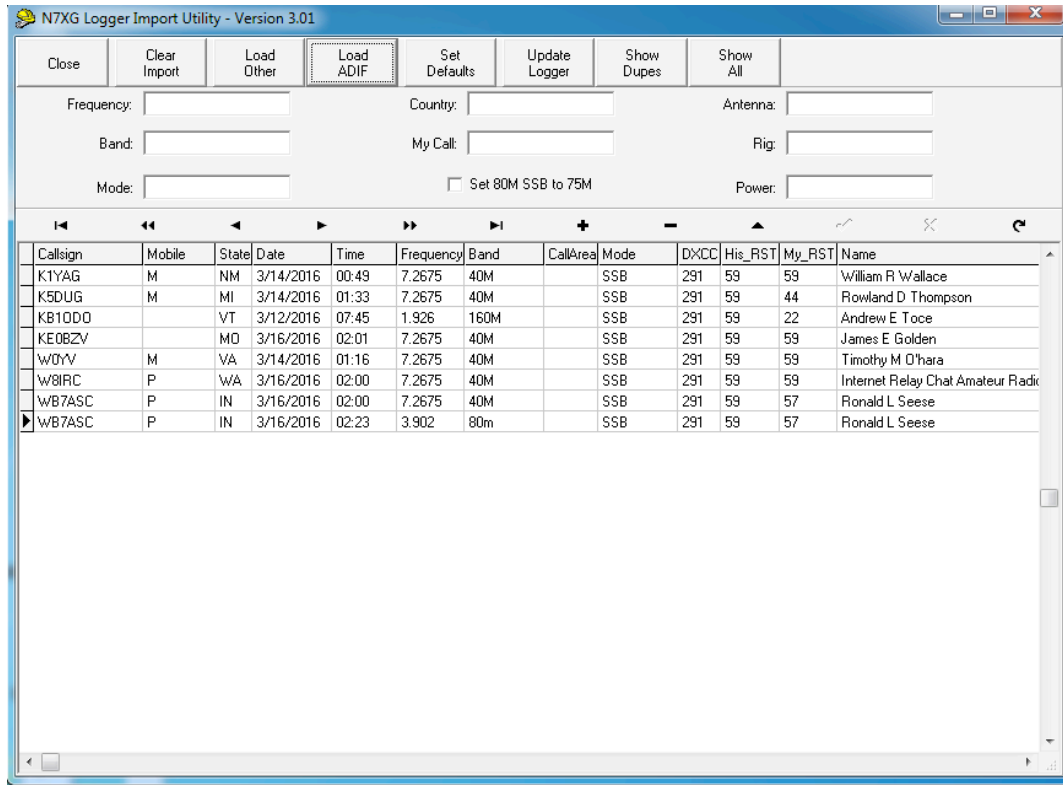 N7XG Logger Import Utility - Version 3.01
Close Clear Import Load Other Load ADIF Set Defaults Update Logger Show Dupes Show All
Frequency: Country: Antenna:
Band: My Call: Rig:
Mode: Set 80M SSB to 75M Power:
Callsign Mobile State Date Time Frequency Band CallArea Mode DXCC His_RST My_RST Name
K1YAG M NM 3/14/2016 00:49 7.2675 40M SSB 291 59 59 William R Wallace
K5DUG M MI 3/14/2016 01:33 7.2675 40M SSB 291 59 44 Rowland D Thompson
KB1ODO VT 3/12/2016 07:45 1.926 160M SSB 291 59 22 Andrew E Toce
KE0BZV MO 3/16/2016 02:01 7.2675 40M SSB 291 59 59 James E Golden
W0YV M VA 3/14/2016 01:16 7.2675 40M SSB 291 59 59 Timothy M O'hara
W8IRC P WA 3/16/2016 02:00 7.2675 40M SSB 291 59 59 Internet Relay Chat Amateur Radio
WB7ASC P IN 3/16/2016 02:00 7.2675 40M SSB 291 59 57 Ronald L Seese
WB7ASC P IN 3/16/2016 02:23 3.902 80m SSB 291 59 57 Ronald L Seese